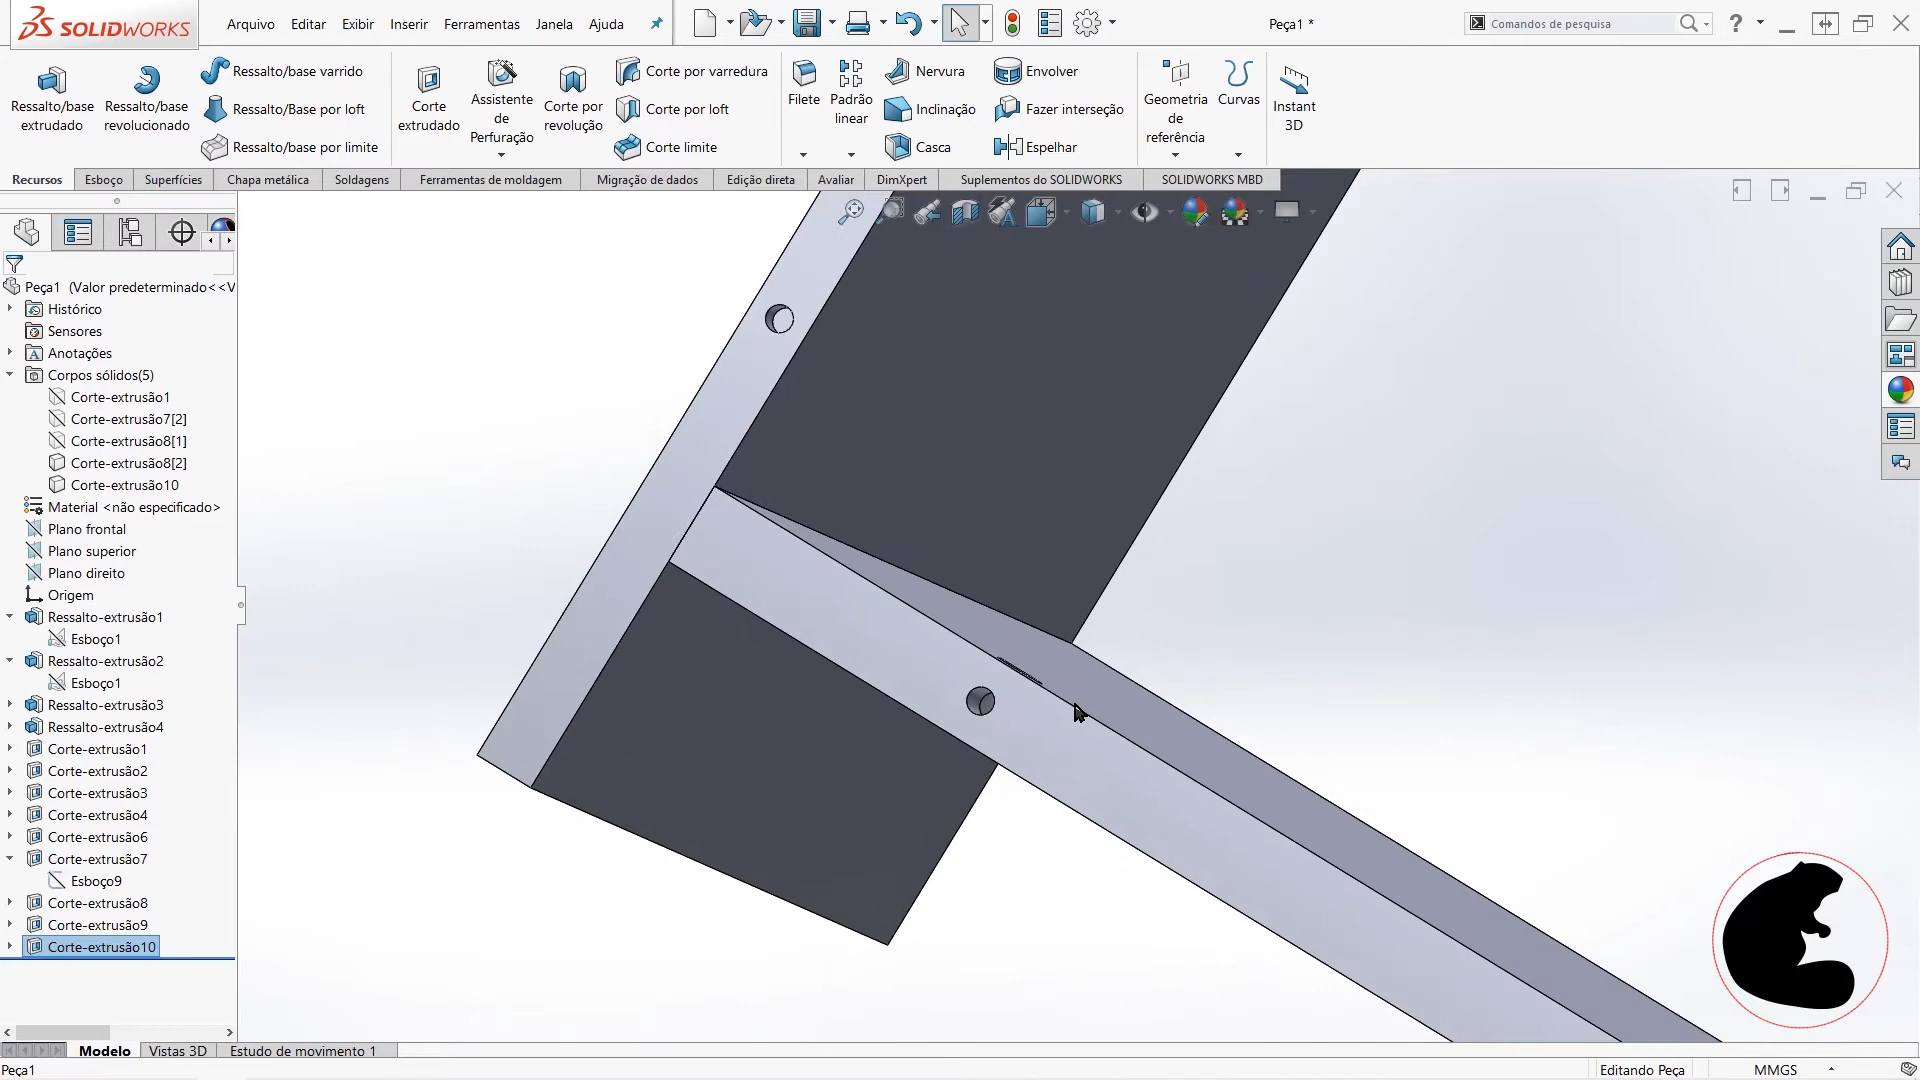 SOLIDWORKS
Arquivo Editar Exibir Inserir Ferramentas Janela Ajuda
Peça1 *
Comandos de pesquisa
?
Ressalto/base extrudado
Ressalto/base revolucionado
Ressalto/base varrido
Ressalto/Base por loft
Ressalto/base por limite
Corte extrudado
Assistente de Perfuração
Corte por revolução
Corte por varredura
Corte por loft
Corte limite
Filete
Padrão linear
Nervura
Inclinação
Casca
Envolver
Fazer interseção
Espelhar
Geometria de referência
Curvas
Instant 3D
Recursos Esboço Superfícies Chapa metálica Soldagens Ferramentas de moldagem Migração de dados Edição direta Avaliar DimXpert Suplementos do SOLIDWORKS SOLIDWORKS MBD
Peça1 (Valor predeterminado<<V
Histórico
Sensores
Anotações
Corpos sólidos(5)
Corte-extrusão1
Corte-extrusão7[2]
Corte-extrusão8[1]
Corte-extrusão8[2]
Corte-extrusão10
Material <não especificado>
Plano frontal
Plano superior
Plano direito
Origem
Ressalto-extrusão1
Esboço1
Ressalto-extrusão2
Esboço1
Ressalto-extrusão3
Ressalto-extrusão4
Corte-extrusão1
Corte-extrusão2
Corte-extrusão3
Corte-extrusão4
Corte-extrusão6
Corte-extrusão7
Esboço9
Corte-extrusão8
Corte-extrusão9
Corte-extrusão10
Modelo Vistas 3D Estudo de movimento 1
Peça1
Editando Peça
MMGS